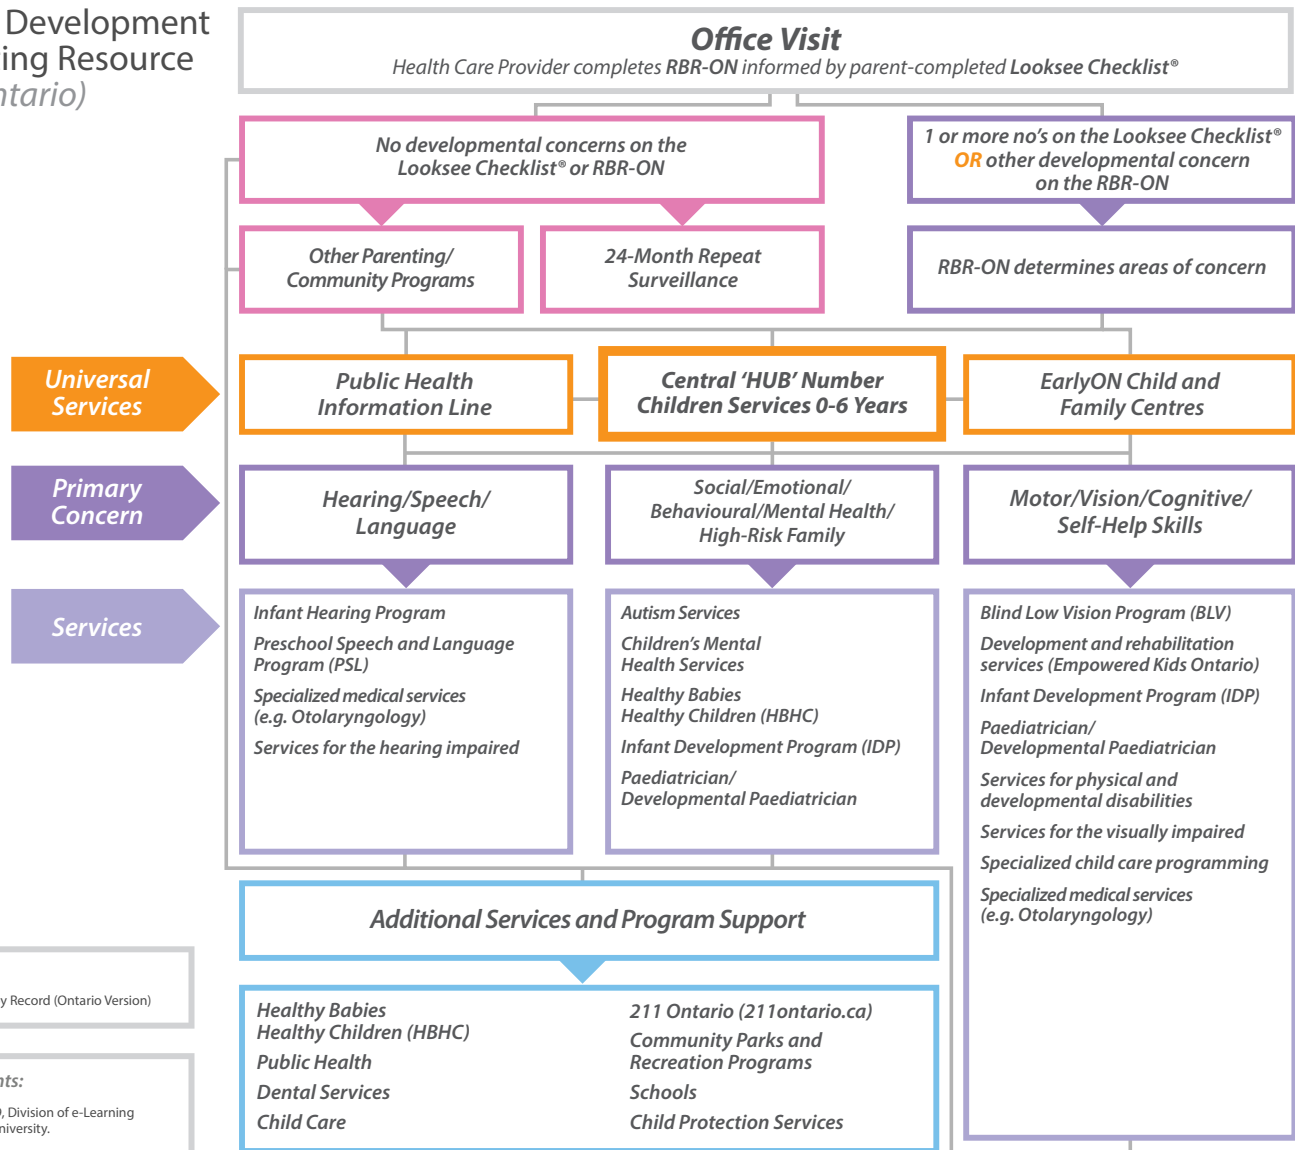 Development
ing Resource
ntario)
Office Visit
Health Care Provider completes RBR-ON informed by parent-completed Looksee Checklist®
No developmental concerns on the
Looksee Checklist® or RBR-ON
1 or more no's on the Looksee Checklist®
OR other developmental concern
on the RBR-ON
Other Parenting/
Community Programs
24-Month Repeat
Surveillance
RBR-ON determines areas of concern
Universal
Services
Public Health
Information Line
Central ‘HUB’ Number
Children Services 0-6 Years
EarlyON Child and
Family Centres
Primary
Concern
Hearing/Speech/
Language
Social/Emotional/
Behavioural/Mental Health/
High-Risk Family
Motor/Vision/Cognitive/
Self-Help Skills
Services
Infant Hearing Program
Preschool Speech and Language
Program (PSL)
Specialized medical services
(e.g. Otolaryngology)
Services for the hearing impaired
Autism Services
Children’s Mental
Health Services
Healthy Babies
Healthy Children (HBHC)
Infant Development Program (IDP)
Paediatrician/
Developmental Paediatrician
Blind Low Vision Program (BLV)
Development and rehabilitation
services (Empowered Kids Ontario)
Infant Development Program (IDP)
Paediatrician/
Developmental Paediatrician
Services for physical and
developmental disabilities
Services for the visually impaired
Specialized child care programming
Specialized medical services
(e.g. Otolaryngology)
Additional Services and Program Support
Healthy Babies
Healthy Children (HBHC)
Public Health
Dental Services
Child Care
211 Ontario (211ontario.ca)
Community Parks and
Recreation Programs
Schools
Child Protection Services
y Record (Ontario Version)
nts:
, Division of e-Learning
niversity.